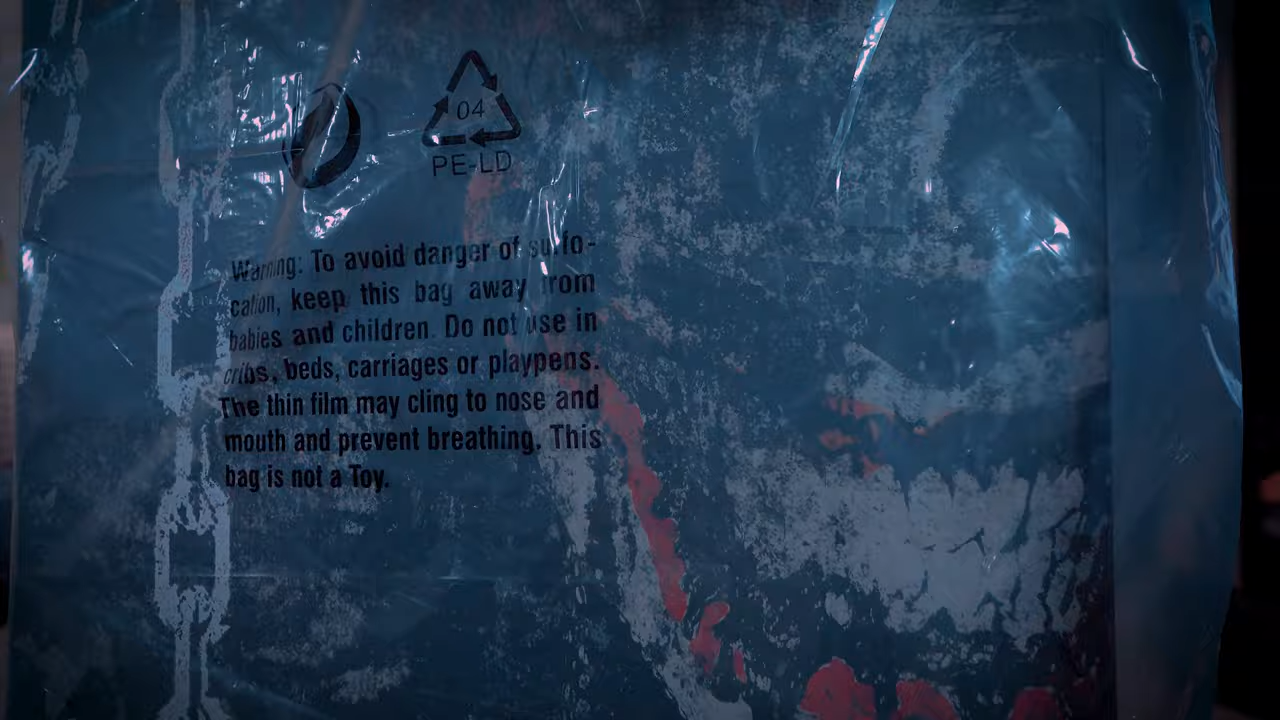 04
PE-LD
Warning: To avoid danger of suffo-
cation, keep this bag away from
babies and children. Do not use in
cribs, beds, carriages or playpens.
The thin film may cling to nose and
mouth and prevent breathing. This
bag is not a Toy.